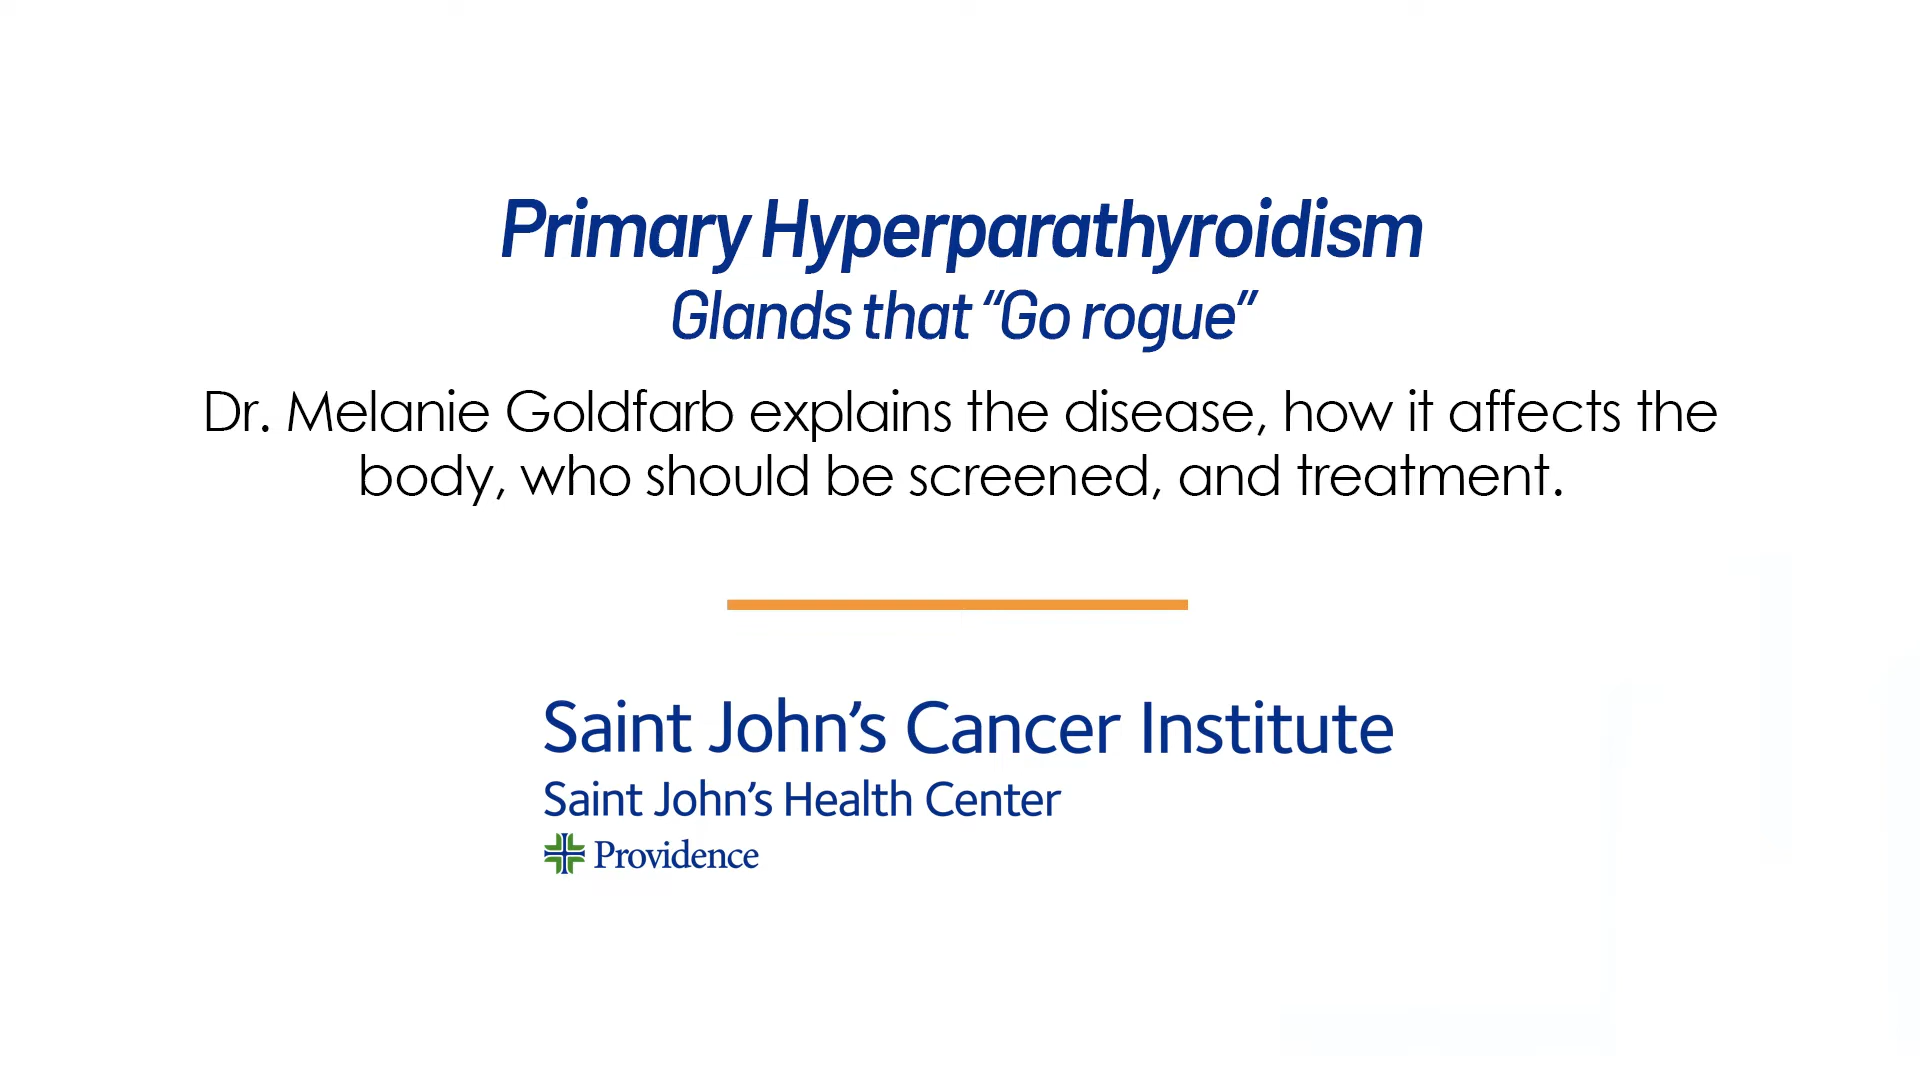 Primary Hyperparathyroidism
Glands that “Go rogue”
Dr. Melanie Goldfarb explains the disease, how it affects the
body, who should be screened, and treatment.
Saint John’s Cancer Institute
Saint John’s Health Center
Providence